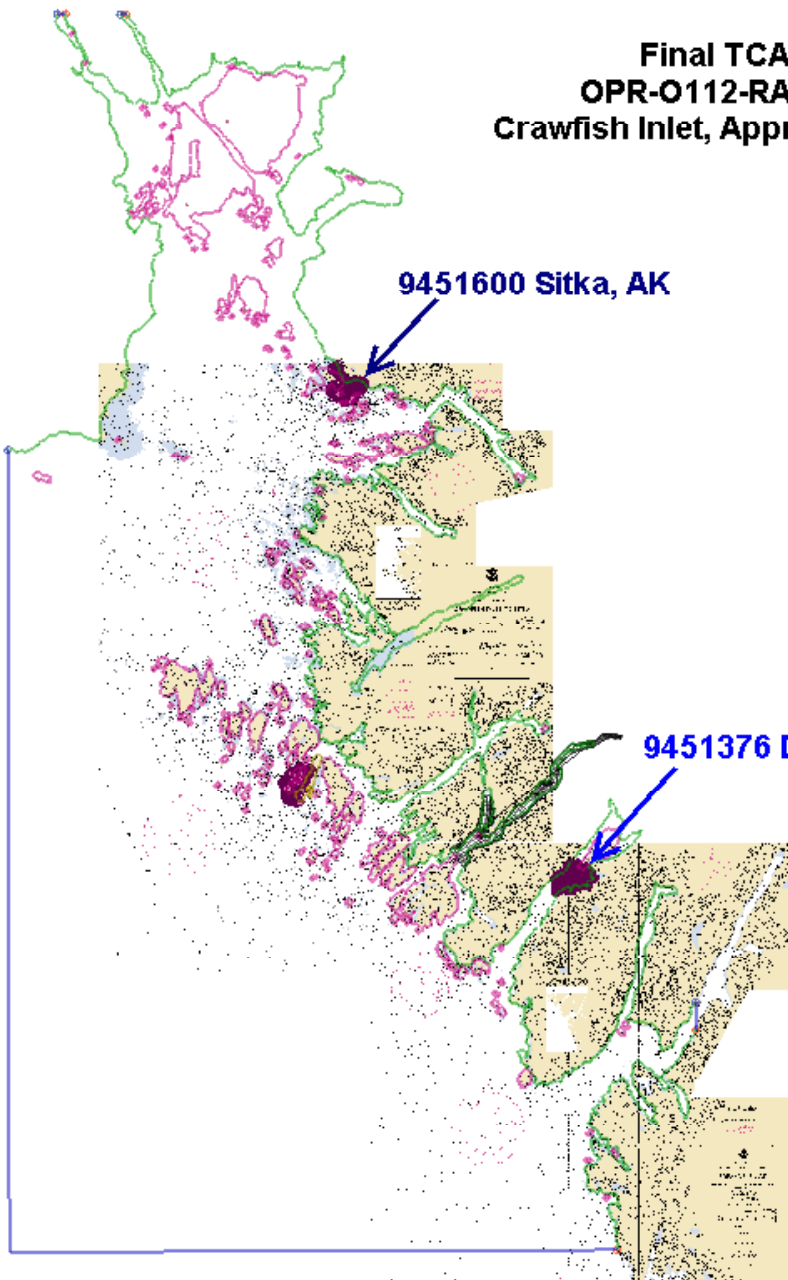 Final TCA
OPR-O112-RA
Crawfish Inlet, Appr
9451600 Sitka, AK
9451376 D